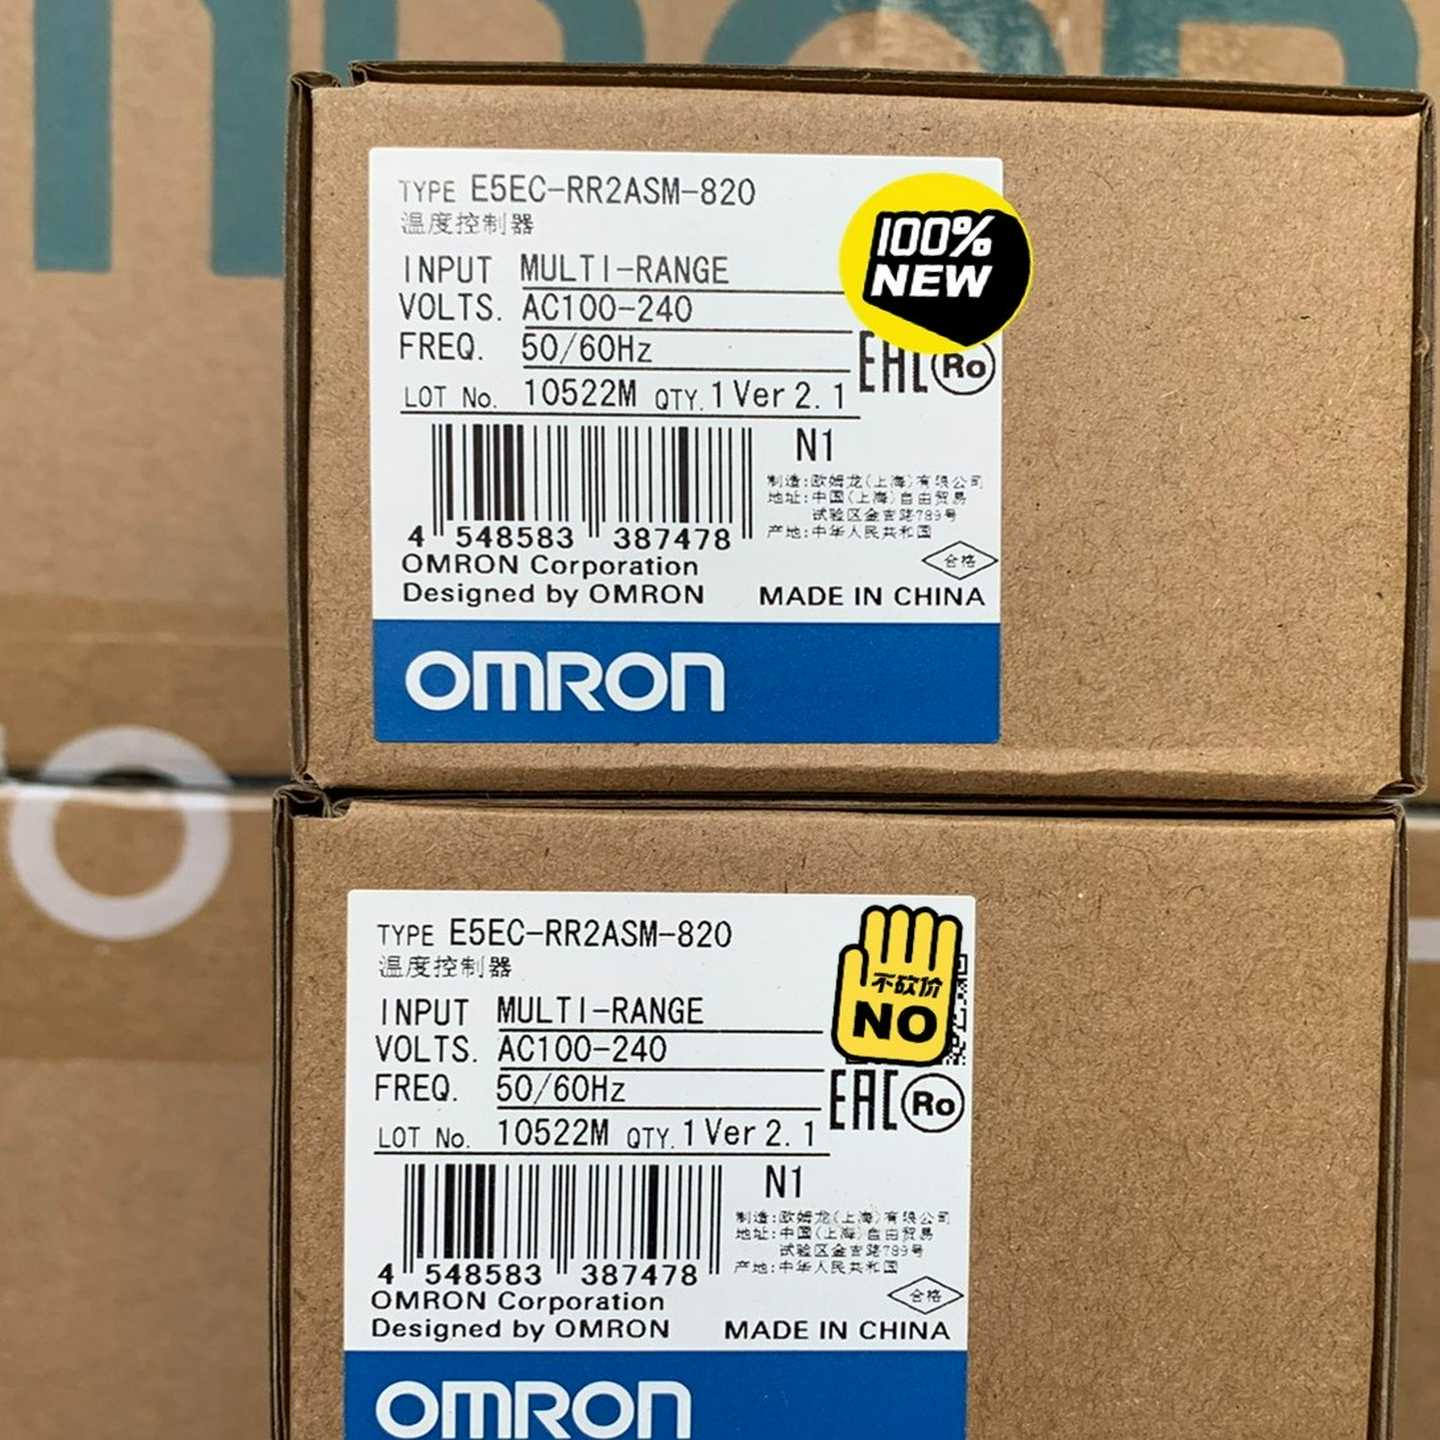 TYPE E5EC-RR2ASM-820
温度控制器
100%
NEW
INPUT MULTI-RANGE
VOLTS. AC100-240
FREQ. 50/60Hz
EAC Ro
LOT No. 10522M QTY. 1 Ver 2.1
N1
制造:欧姆龙(上海)有限公司
地址:中国(上海)自由贸易
试验区金吉路789号
产地:中华人民共和国
4 548583 387478
合格
OMRON Corporation
Designed by OMRON MADE IN CHINA
OMRON
TYPE E5EC-RR2ASM-820
温度控制器
不砍价
NO
INPUT MULTI-RANGE
VOLTS. AC100-240
FREQ. 50/60Hz
EAC Ro
LOT No. 10522M QTY. 1 Ver 2.1
N1
制造:欧姆龙(上海)有限公司
地址:中国(上海)自由贸易
试验区金吉路789号
产地:中华人民共和国
4 548583 387478
合格
OMRON Corporation
Designed by OMRON MADE IN CHINA
OMRON